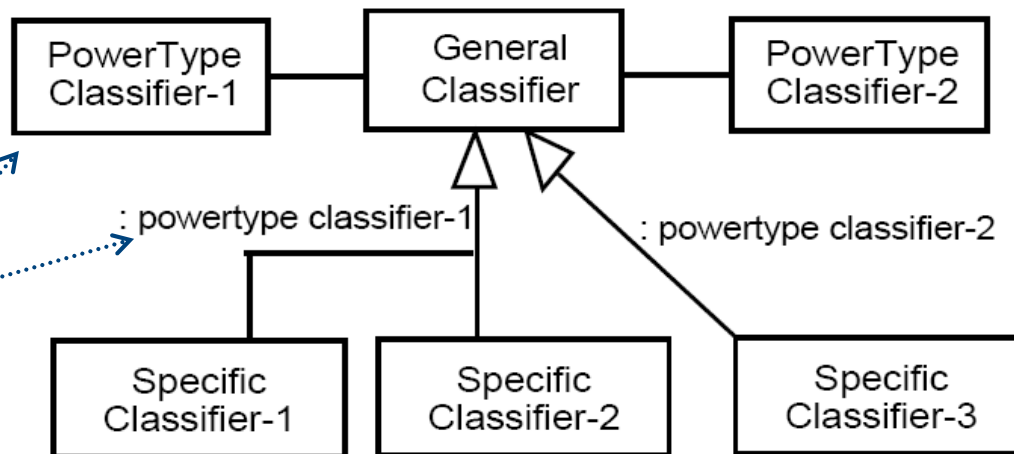 PowerType
Classifier-1
General
Classifier
PowerType
Classifier-2
: powertype classifier-1
: powertype classifier-2
Specific
Classifier-1
Specific
Classifier-2
Specific
Classifier-3